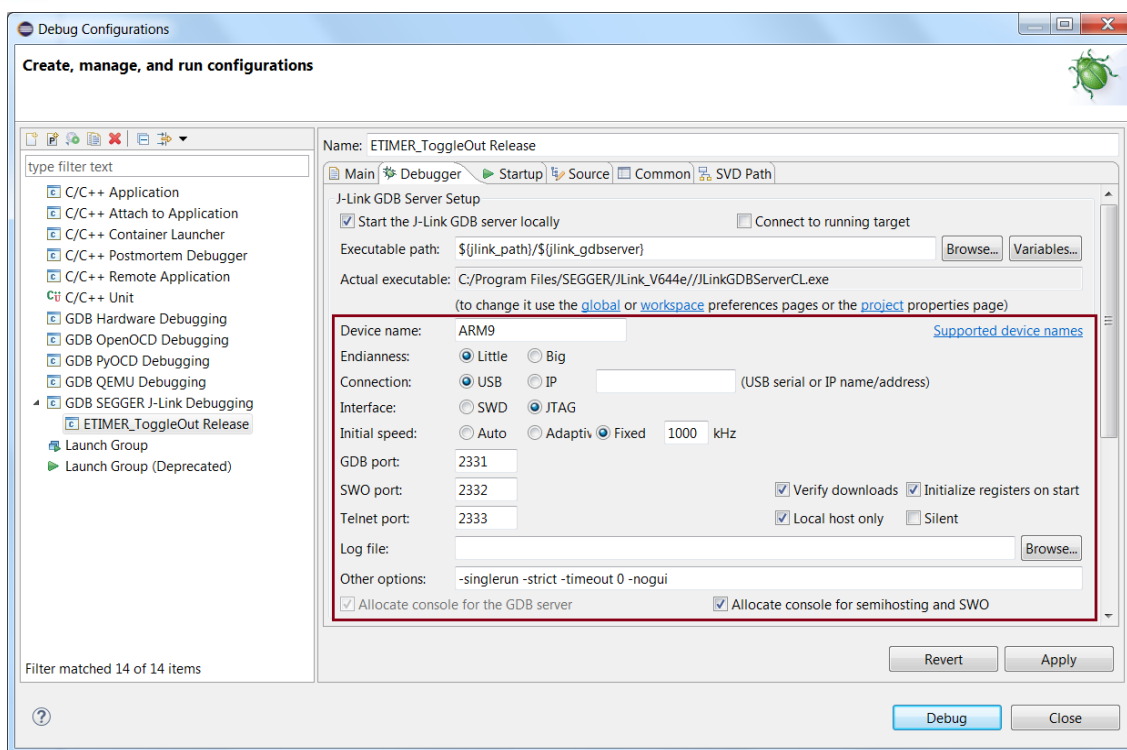 Debug Configurations
Create, manage, and run configurations
type filter text
C/C++ Application
C/C++ Attach to Application
C/C++ Container Launcher
C/C++ Postmortem Debugger
C/C++ Remote Application
C/C++ Unit
GDB Hardware Debugging
GDB OpenOCD Debugging
GDB PyOCD Debugging
GDB QEMU Debugging
GDB SEGGER J-Link Debugging
ETIMER_ToggleOut Release
Launch Group
Launch Group (Deprecated)
Filter matched 14 of 14 items
Name: ETIMER_ToggleOut Release
Main Debugger Startup Source Common SVD Path
J-Link GDB Server Setup
Start the J-Link GDB server locally Connect to running target
Executable path: ${jlink_path}/${jlink_gdbserver} Browse... Variables...
Actual executable: C:/Program Files/SEGGER/JLink_V644e//JLinkGDBServerCL.exe
(to change it use the global or workspace preferences pages or the project properties page)
Device name: ARM9 Supported device names
Endianness: Little Big
Connection: USB IP (USB serial or IP name/address)
Interface: SWD JTAG
Initial speed: Auto Adaptiv Fixed 1000 kHz
GDB port: 2331
SWO port: 2332 Verify downloads Initialize registers on start
Telnet port: 2333 Local host only Silent
Log file: Browse...
Other options: -singlerun -strict -timeout 0 -nogui
Allocate console for the GDB server Allocate console for semihosting and SWO
Revert Apply
Debug Close